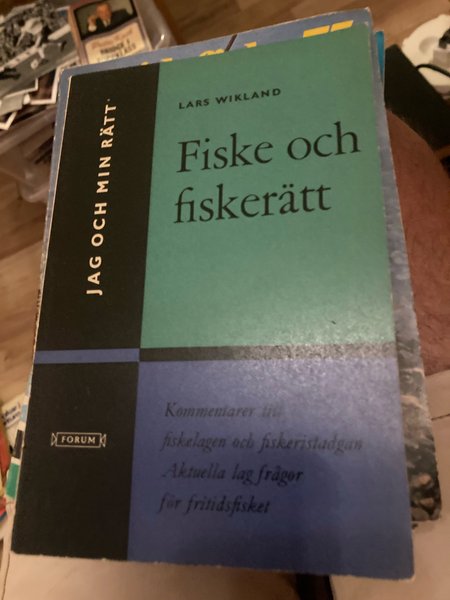 LARS WIKLAND
Fiske och
fiskerätt
JAG OCH MIN RÄTT
Kommentarer till
fiskelagen och fiskeristadgan
Aktuella lag frågor
för fritidsfisket
FORUM